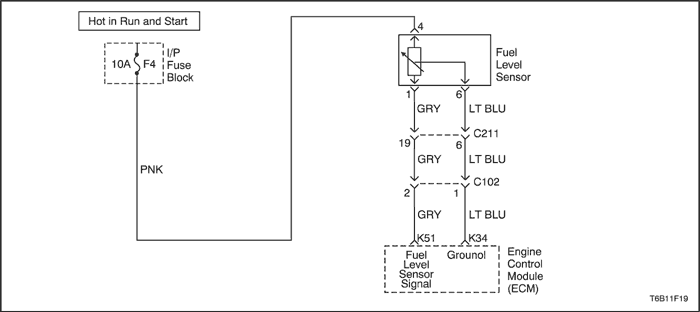 Hot in Run and Start
10A F4
I/P
Fuse
Block
PNK
4
Fuel
Level
Sensor
1 6
GRY LT BLU
C211
19 6
GRY LT BLU
C102
2 1
GRY LT BLU
K51 K34
Fuel
Level
Sensor
Signal
Grounol
Engine
Control
Module
(ECM)
T6B11F19